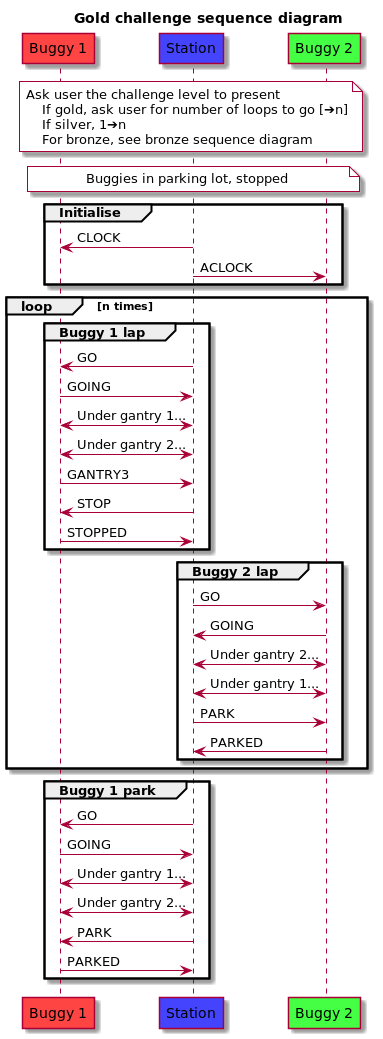 Gold challenge sequence diagram
Buggy 1 Station Buggy 2
Ask user the challenge level to present
If gold, ask user for number of loops to go [➔n]
If silver, 1➔n
For bronze, see bronze sequence diagram
Buggies in parking lot, stopped
Initialise
CLOCK
ACLOCK
loop [n times]
Buggy 1 lap
GO
GOING
Under gantry 1...
Under gantry 2...
GANTRY3
STOP
STOPPED
Buggy 2 lap
GO
GOING
Under gantry 2...
Under gantry 1...
PARK
PARKED
Buggy 1 park
GO
GOING
Under gantry 1...
Under gantry 2...
PARK
PARKED
Buggy 1 Station Buggy 2